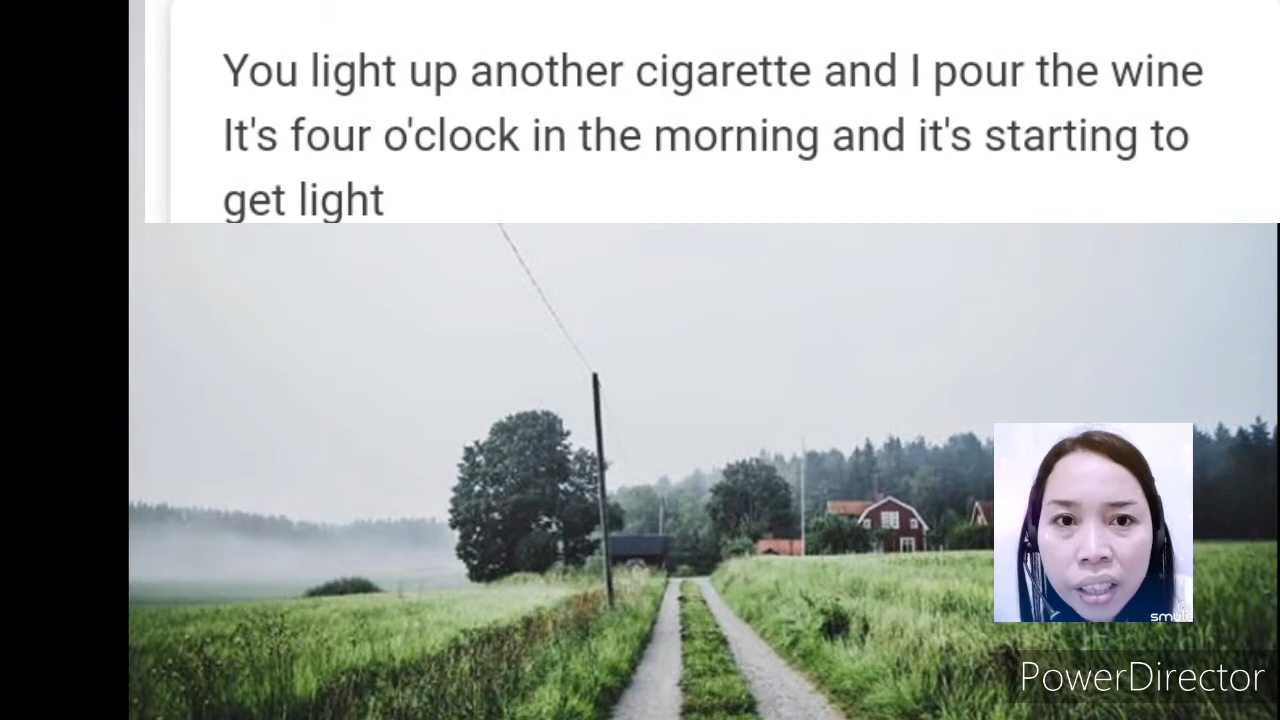 You light up another cigarette and I pour the wine
It's four o'clock in the morning and it's starting to
get light
smule
PowerDirector